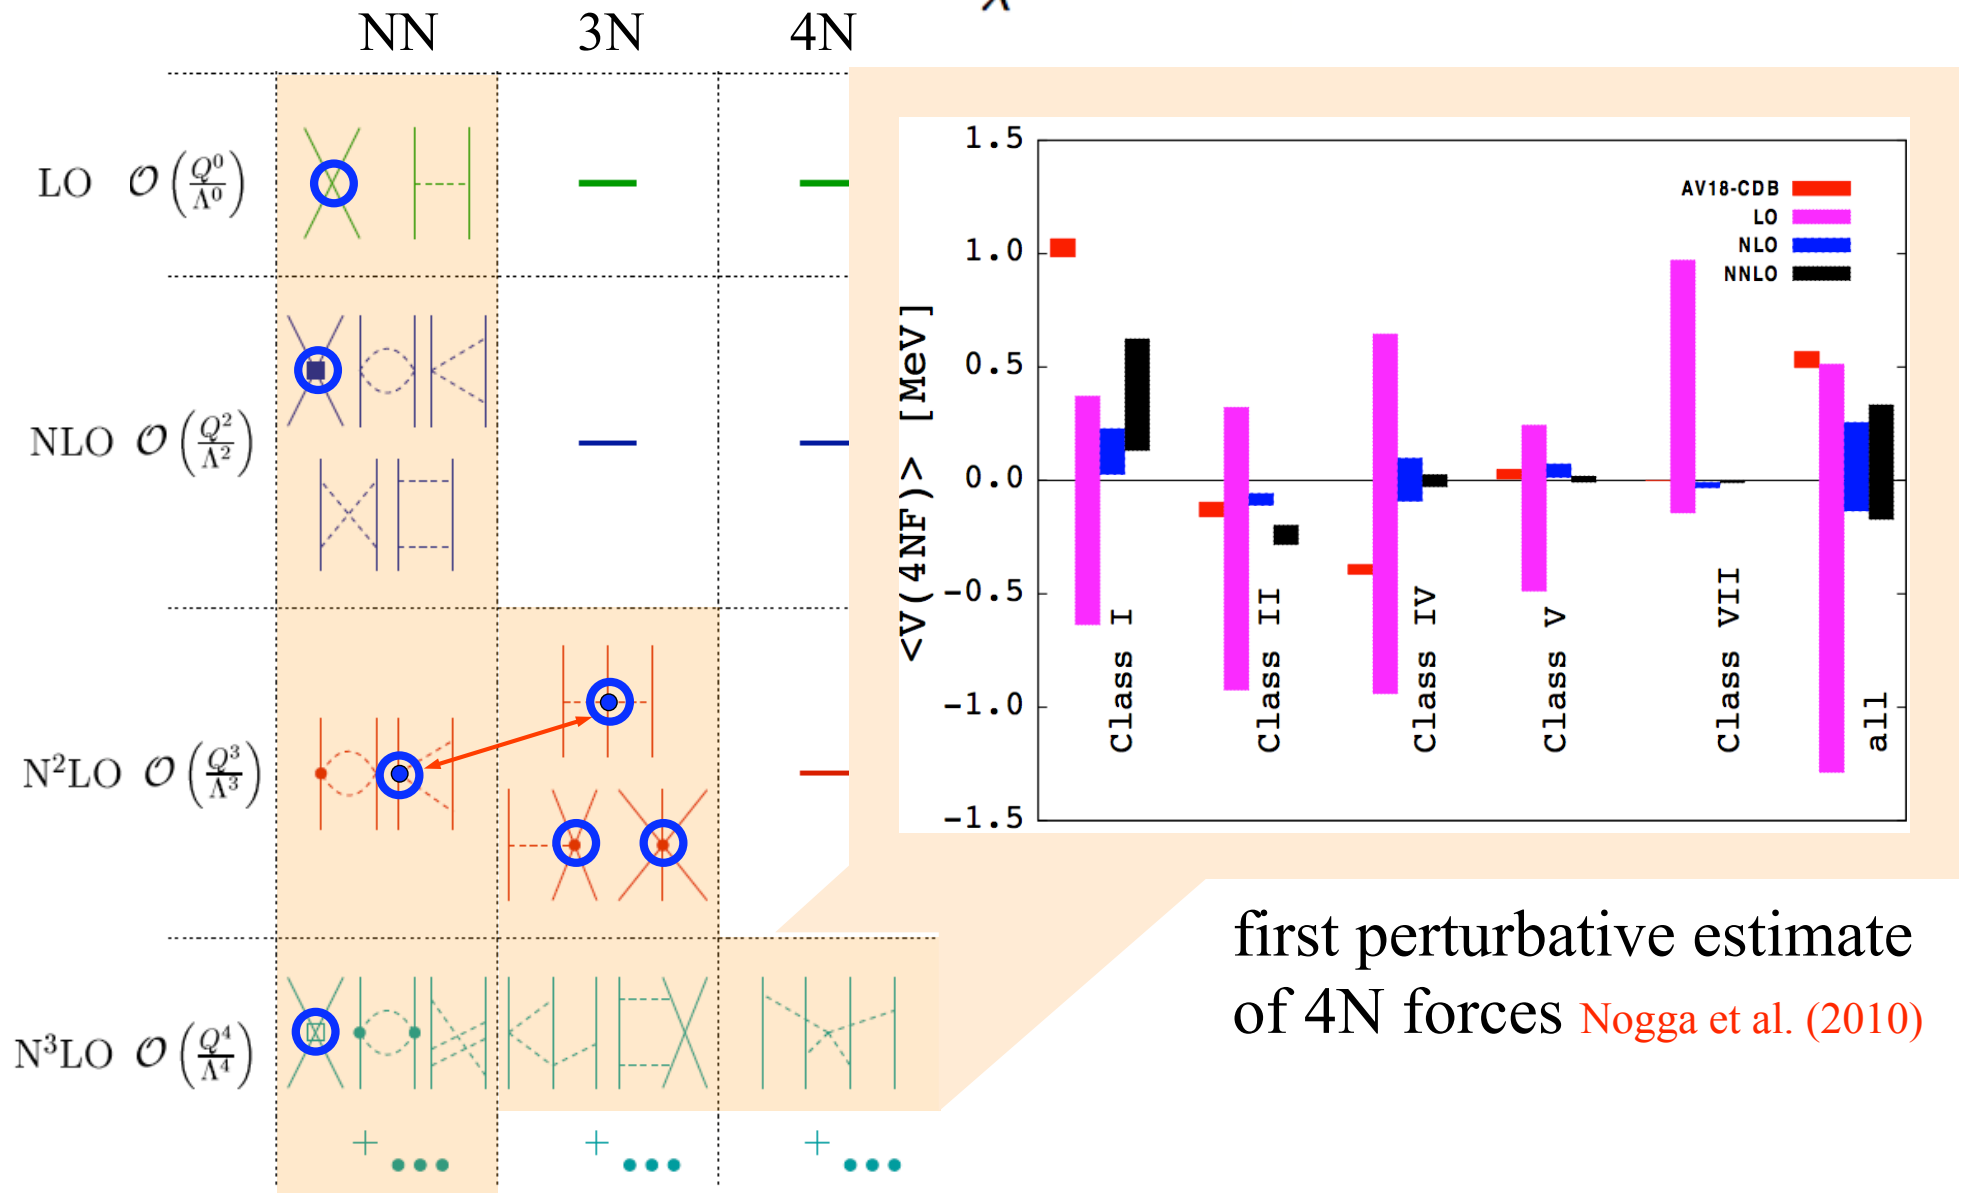 χ
NN 3N 4N
LO 𝒪(Q⁰/Λ⁰)
NLO 𝒪(Q²/Λ²)
N²LO 𝒪(Q³/Λ³)
N³LO 𝒪(Q⁴/Λ⁴)
+ ••• + ••• + •••
<V(4NF)> [MeV]
1.5
1.0
0.5
0.0
-0.5
-1.0
-1.5
AV18-CDB
LO
NLO
NNLO
Class I
Class II
Class IV
Class V
Class VII
all
first perturbative estimate
of 4N forces Nogga et al. (2010)